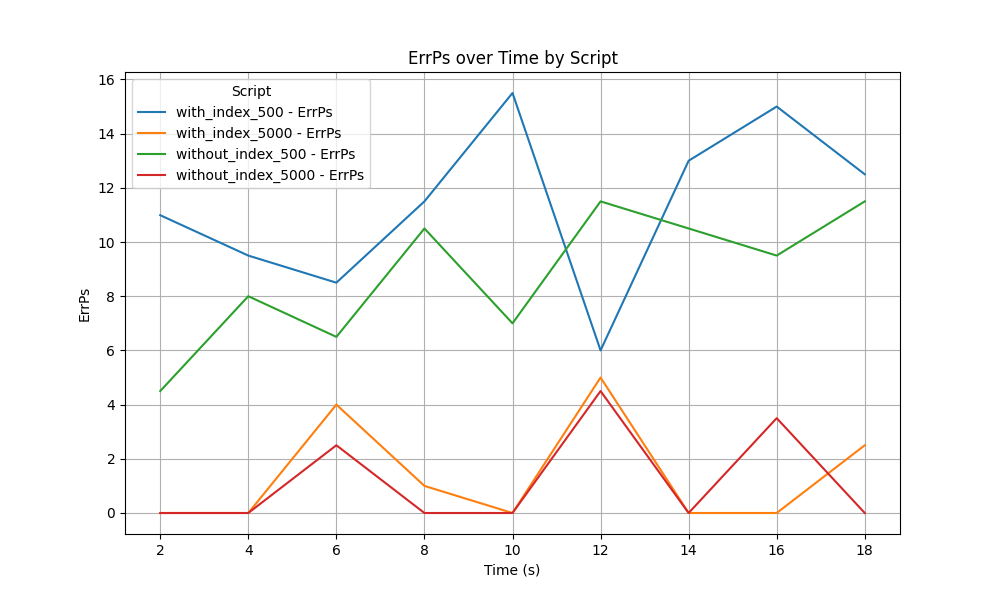 ErrPs over Time by Script
Script
with_index_500 - ErrPs
with_index_5000 - ErrPs
without_index_500 - ErrPs
without_index_5000 - ErrPs
ErrPs
16
14
12
10
8
6
4
2
0
2 4 6 8 10 12 14 16 18
Time (s)